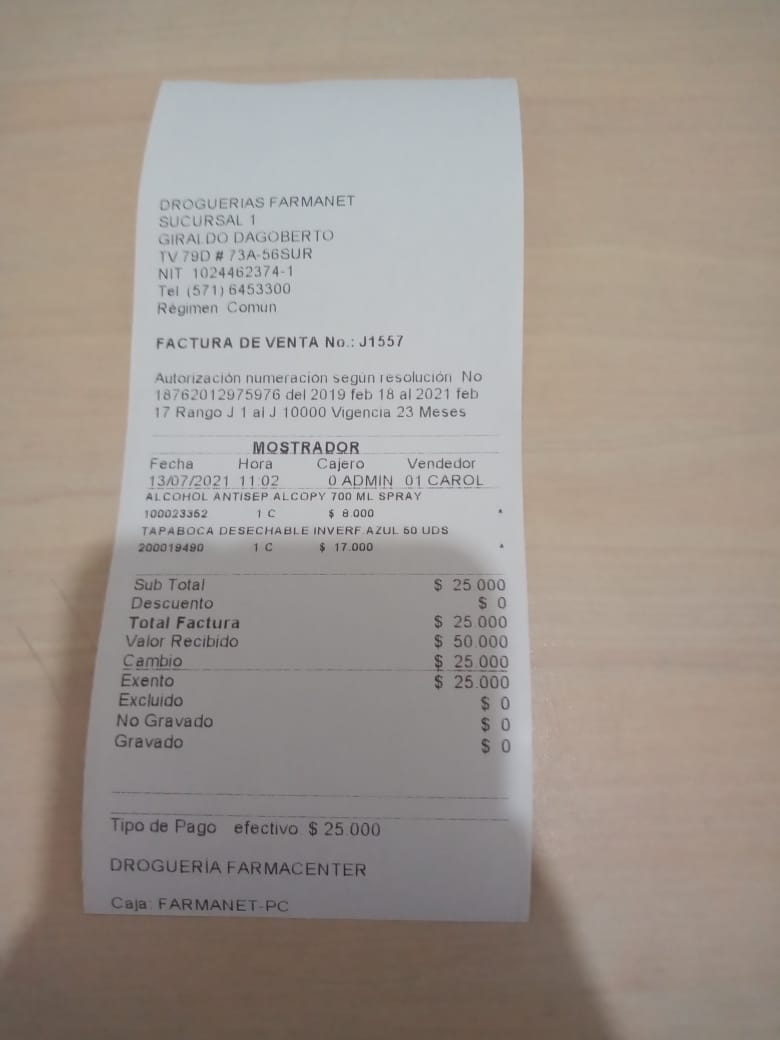 DROGUERIAS FARMANET
SUCURSAL 1
GIRALDO DAGOBERTO
TV 79D # 73A-56SUR
NIT 1024462374-1
Tel (571) 6453300
Régimen Comun
FACTURA DE VENTA No.: J1557
Autorización numeracion según resolución No
18762012975976 del 2019 feb 18 al 2021 feb
17 Rango J 1 al J 10000 Vigencia 23 Meses
MOSTRADOR
Fecha Hora Cajero Vendedor
13/07/2021 11:02 0 ADMIN 01 CAROL
ALCOHOL ANTISEP ALCOPY 700 ML SPRAY
100023352 1 C $ 8.000 *
TAPABOCA DESECHABLE INVERF AZUL 50 UDS
200019490 1 C $ 17.000 *
Sub Total $ 25.000
Descuento $ 0
Total Factura $ 25.000
Valor Recibido $ 50.000
Cambio $ 25.000
Exento $ 25.000
Excluido $ 0
No Gravado $ 0
Gravado $ 0
Tipo de Pago efectivo: $ 25.000
DROGUERÍA FARMACENTER
Caja: FARMANET-PC